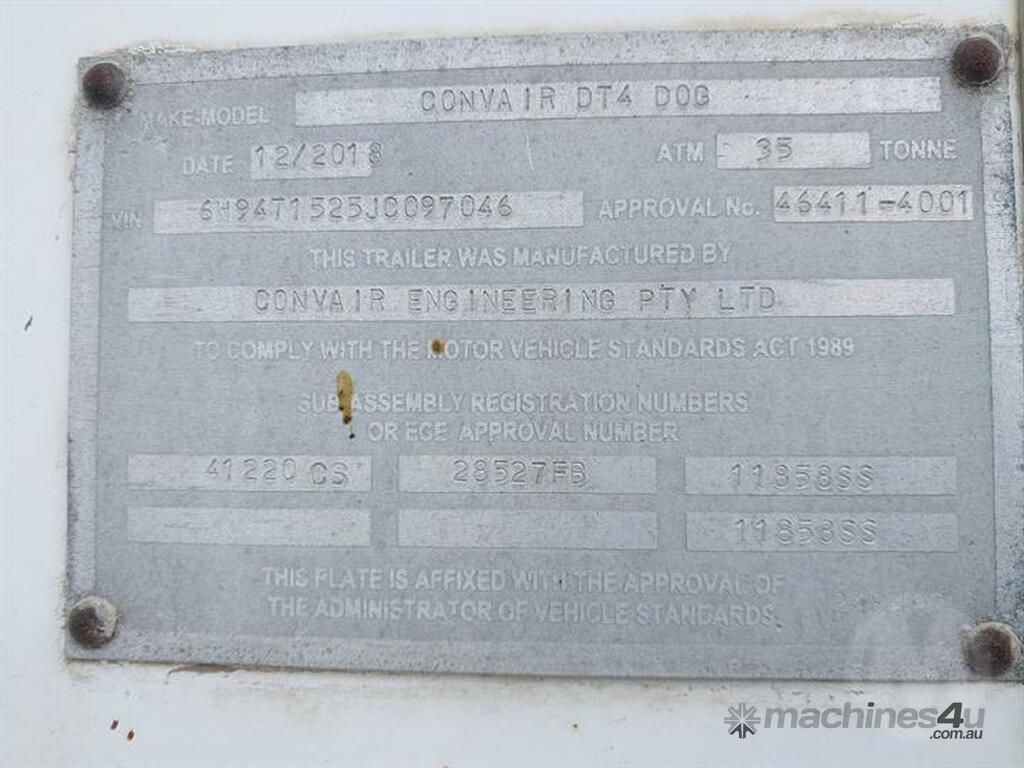 MAKE-MODEL CONVAIR DT4 DOG
DATE 12/2018 ATM 35 TONNE
VIN 6M94T1525JC097046 APPROVAL No. 46411-4001
THIS TRAILER WAS MANUFACTURED BY
CONVAIR ENGINEERING PTY LTD
TO COMPLY WITH THE MOTOR VEHICLE STANDARDS ACT 1989
SUB ASSEMBLY REGISTRATION NUMBERS
OR ECE APPROVAL NUMBER
41220 CS 28527FB 11858SS
11858SS
THIS PLATE IS AFFIXED WITH THE APPROVAL OF
THE ADMINISTRATOR OF VEHICLE STANDARDS.
machines4u
.com.au